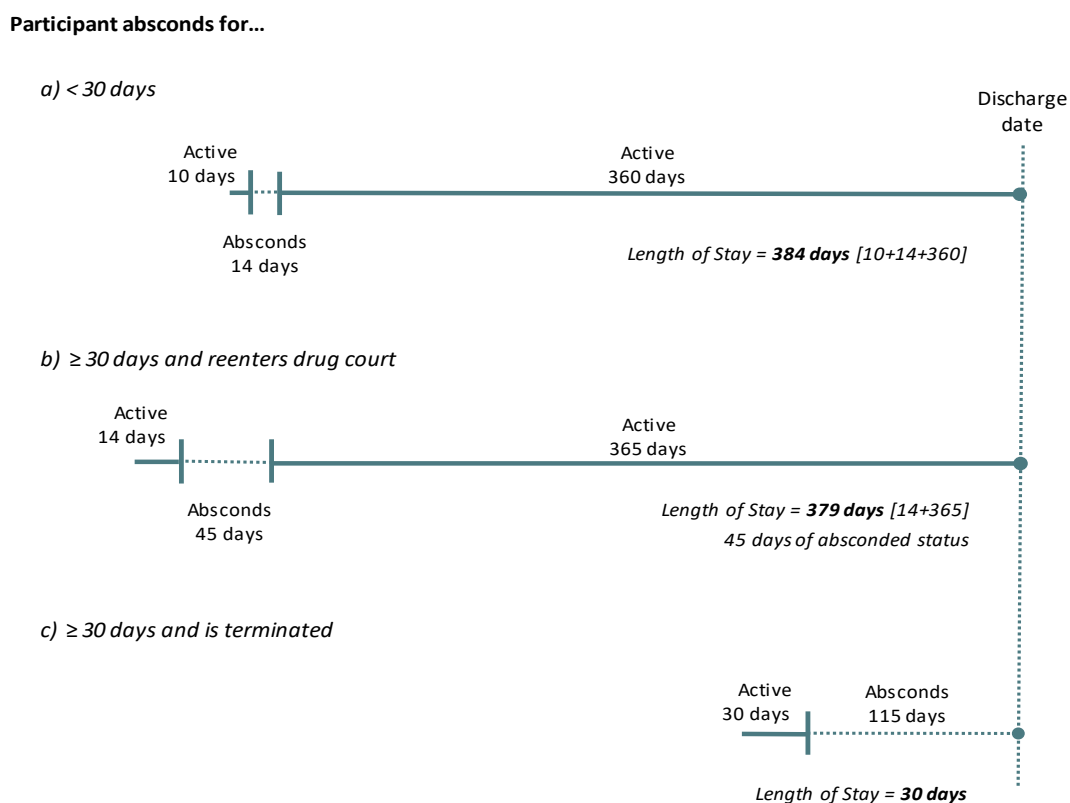 Participant absconds for...
a) < 30 days
Discharge
date
Active
10 days
Active
360 days
Absconds
14 days
Length of Stay = 384 days [10+14+360]
b) ≥ 30 days and reenters drug court
Active
14 days
Active
365 days
Absconds
45 days
Length of Stay = 379 days [14+365]
45 days of absconded status
c) ≥ 30 days and is terminated
Active
30 days
Absconds
115 days
Length of Stay = 30 days